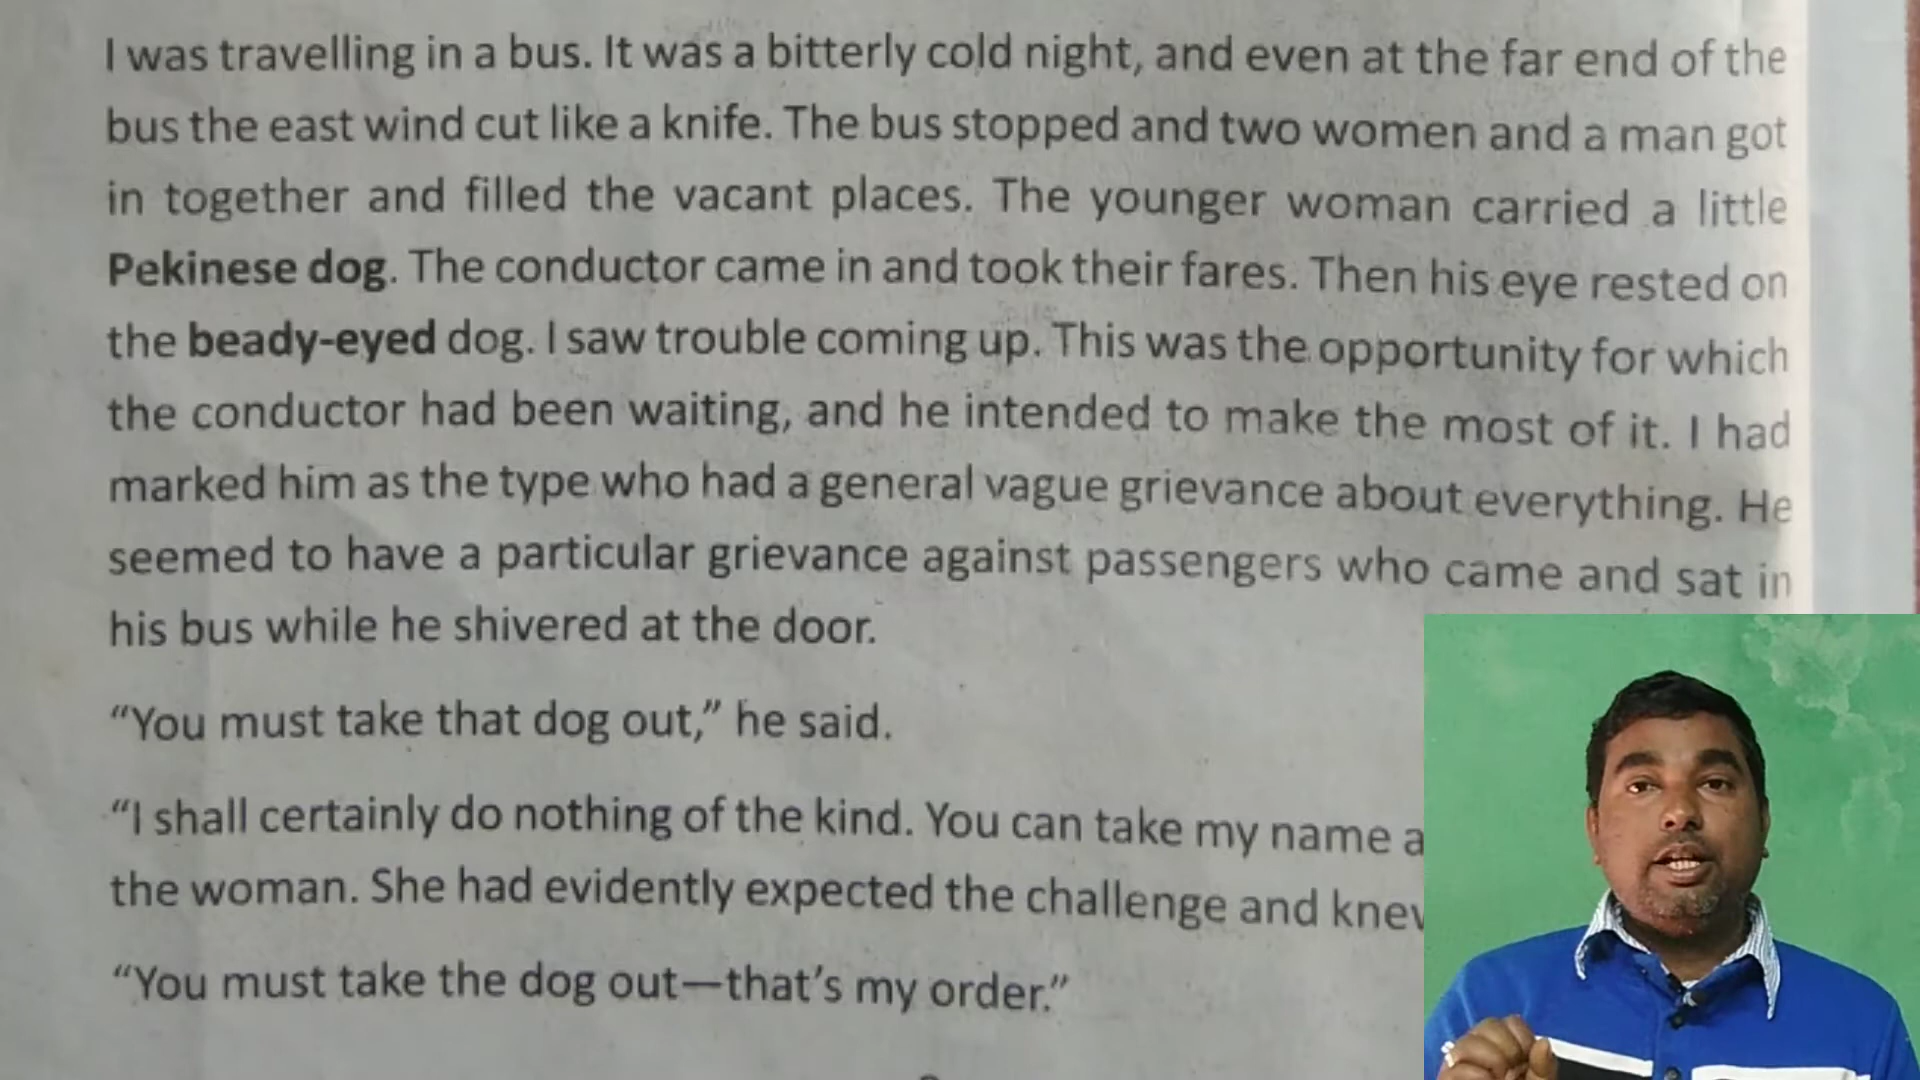 I was travelling in a bus. It was a bitterly cold night, and even at the far end of the
bus the east wind cut like a knife. The bus stopped and two women and a man got
in together and filled the vacant places. The younger woman carried a little
Pekinese dog. The conductor came in and took their fares. Then his eye rested on
the beady-eyed dog. I saw trouble coming up. This was the opportunity for which
the conductor had been waiting, and he intended to make the most of it. I had
marked him as the type who had a general vague grievance about everything. He
seemed to have a particular grievance against passengers who came and sat in
his bus while he shivered at the door.
“You must take that dog out,” he said.
“I shall certainly do nothing of the kind. You can take my name
the woman. She had evidently expected the challenge and
“You must take the dog out—that’s my order.”